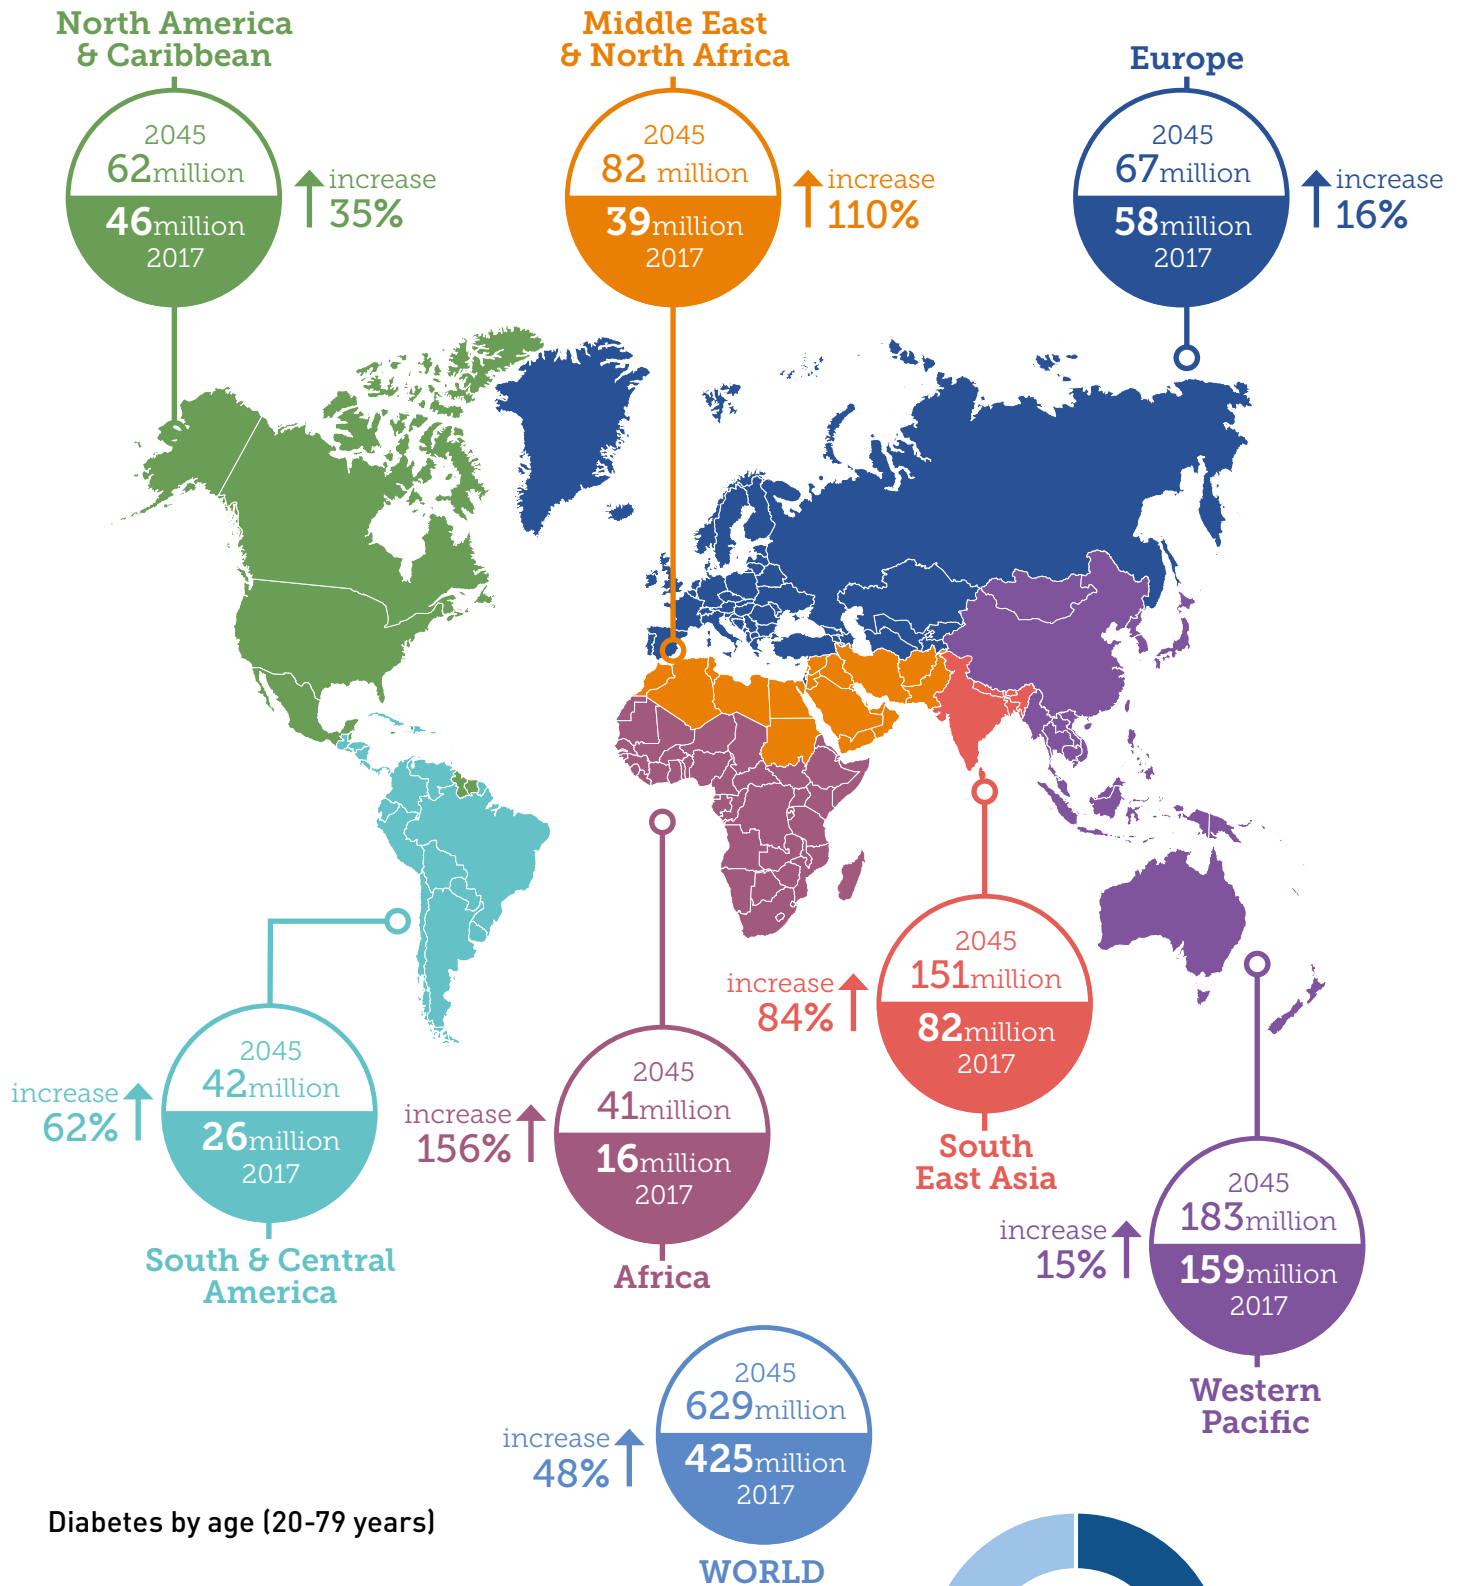 North America
& Caribbean
2045
62million
46million
2017
increase
35%
Middle East
& North Africa
2045
82 million
39million
2017
increase
110%
Europe
2045
67million
58million
2017
increase
16%
2045
42million
26million
2017
increase
62%
South & Central
America
2045
41million
16million
2017
increase
156%
Africa
2045
151million
82million
2017
increase
84%
South
East Asia
2045
183million
159million
2017
increase
15%
Western
Pacific
2045
629million
425million
2017
increase
48%
WORLD
Diabetes by age (20-79 years)